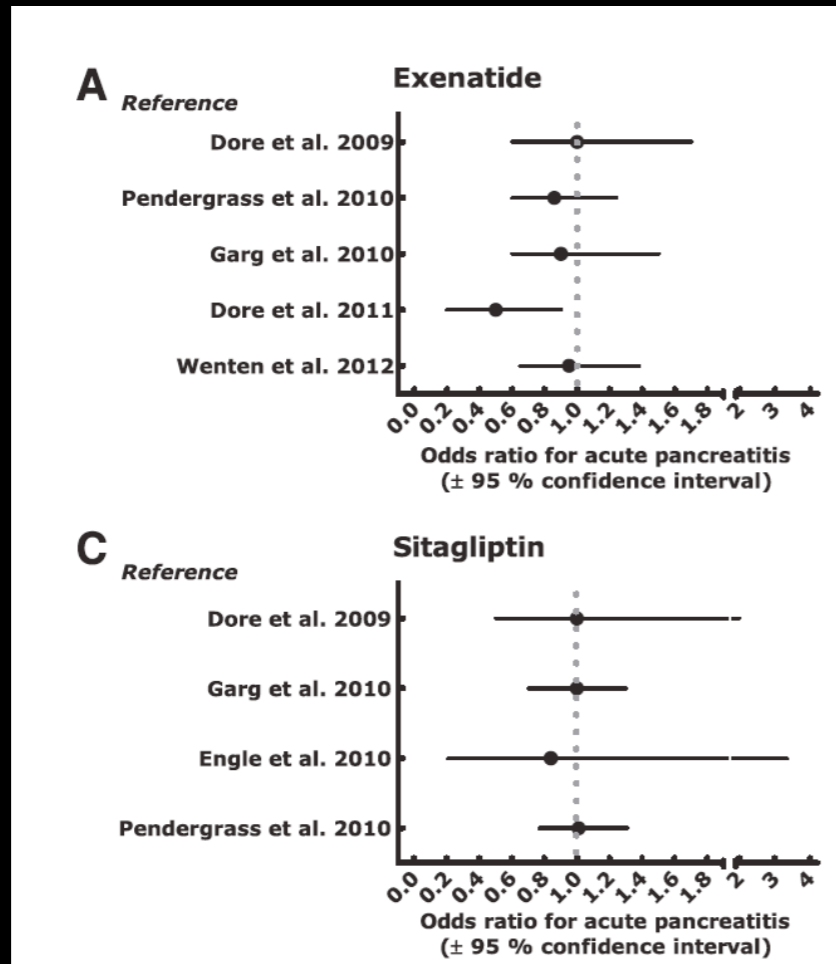 A
Exenatide
Reference
Dore et al. 2009
Pendergrass et al. 2010
Garg et al. 2010
Dore et al. 2011
Wenten et al. 2012
0.0 0.2 0.4 0.6 0.8 1.0 1.2 1.4 1.6 1.8 2 3 4
Odds ratio for acute pancreatitis
(± 95 % confidence interval)
C
Sitagliptin
Reference
Dore et al. 2009
Garg et al. 2010
Engle et al. 2010
Pendergrass et al. 2010
0.0 0.2 0.4 0.6 0.8 1.0 1.2 1.4 1.6 1.8 2 3 4
Odds ratio for acute pancreatitis
(± 95 % confidence interval)